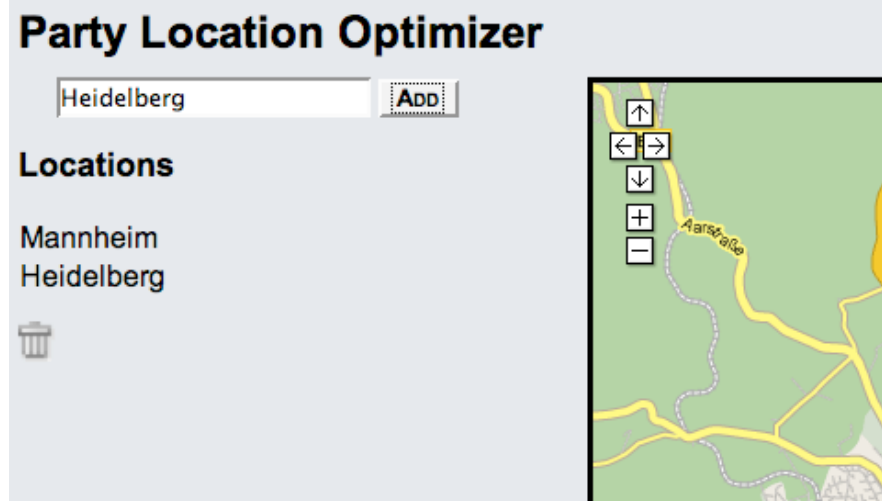 Party Location Optimizer
Heidelberg
ADD
Locations
Mannheim
Heidelberg
Aarstraße